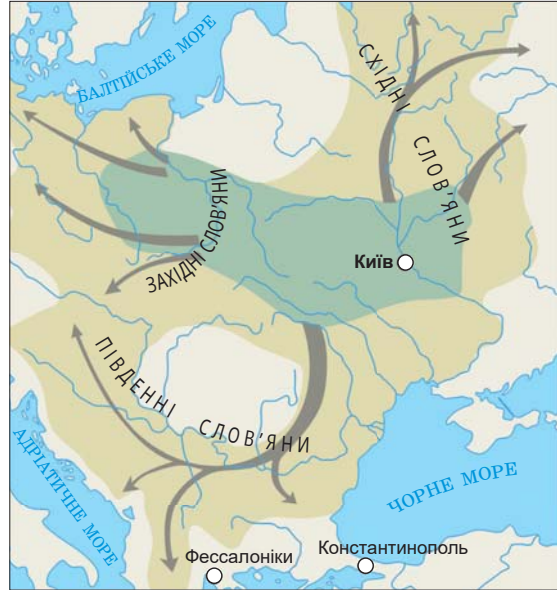 БАЛТІЙСЬКЕ МОРЕ
СХІДНІ
СЛОВ'ЯНИ
ЗАХІДНІ СЛОВ'ЯНИ
Київ
ПІВДЕННІ СЛОВ'ЯНИ
АДРІАТИЧНЕ МОРЕ
ЧОРНЕ МОРЕ
Фессалоніки
Константинополь